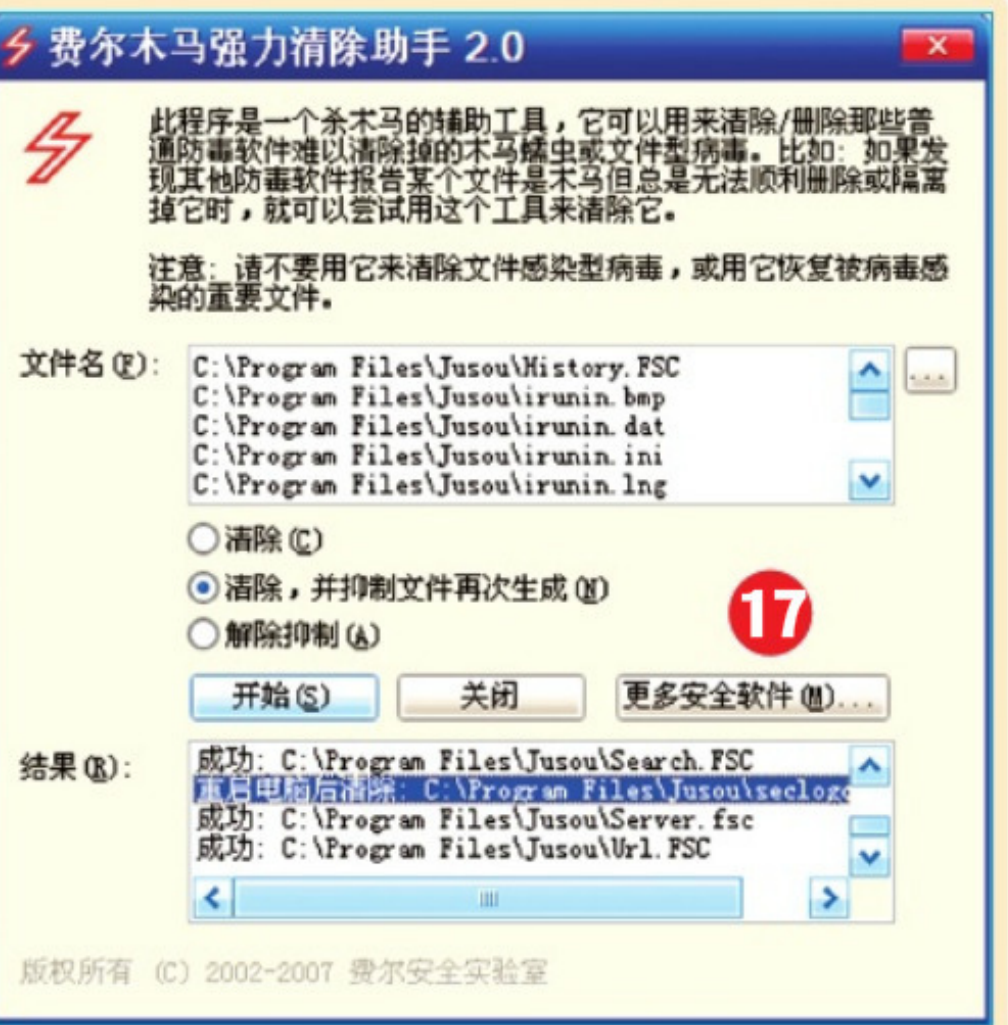 费尔木马强力清除助手 2.0
此程序是一个杀木马的辅助工具，它可以用来清除/删除那些普
通防毒软件难以清除掉的木马蠕虫或文件型病毒。比如：如果发
现其他防毒软件报告某个文件是木马但总是无法顺利删除或隔离
掉它时，就可以尝试用这个工具来清除它。
注意：请不要用它来清除文件感染型病毒，或用它恢复被病毒感
染的重要文件。
文件名(F):
C:\Program Files\Jusou\History.FSC
...
C:\Program Files\Jusou\irunin.bmp
C:\Program Files\Jusou\irunin.dat
C:\Program Files\Jusou\irunin.ini
C:\Program Files\Jusou\irunin.lng
清除(C)
清除，并抑制文件再次生成(N)
解除抑制(A)
17
开始(S) 关闭 更多安全软件(M)...
结果(R):
成功: C:\Program Files\Jusou\Search.FSC
重启电脑后清除: C:\Program Files\Jusou\seclogo
成功: C:\Program Files\Jusou\Server.fsc
成功: C:\Program Files\Jusou\Url.FSC
版权所有 (C) 2002-2007 费尔安全实验室